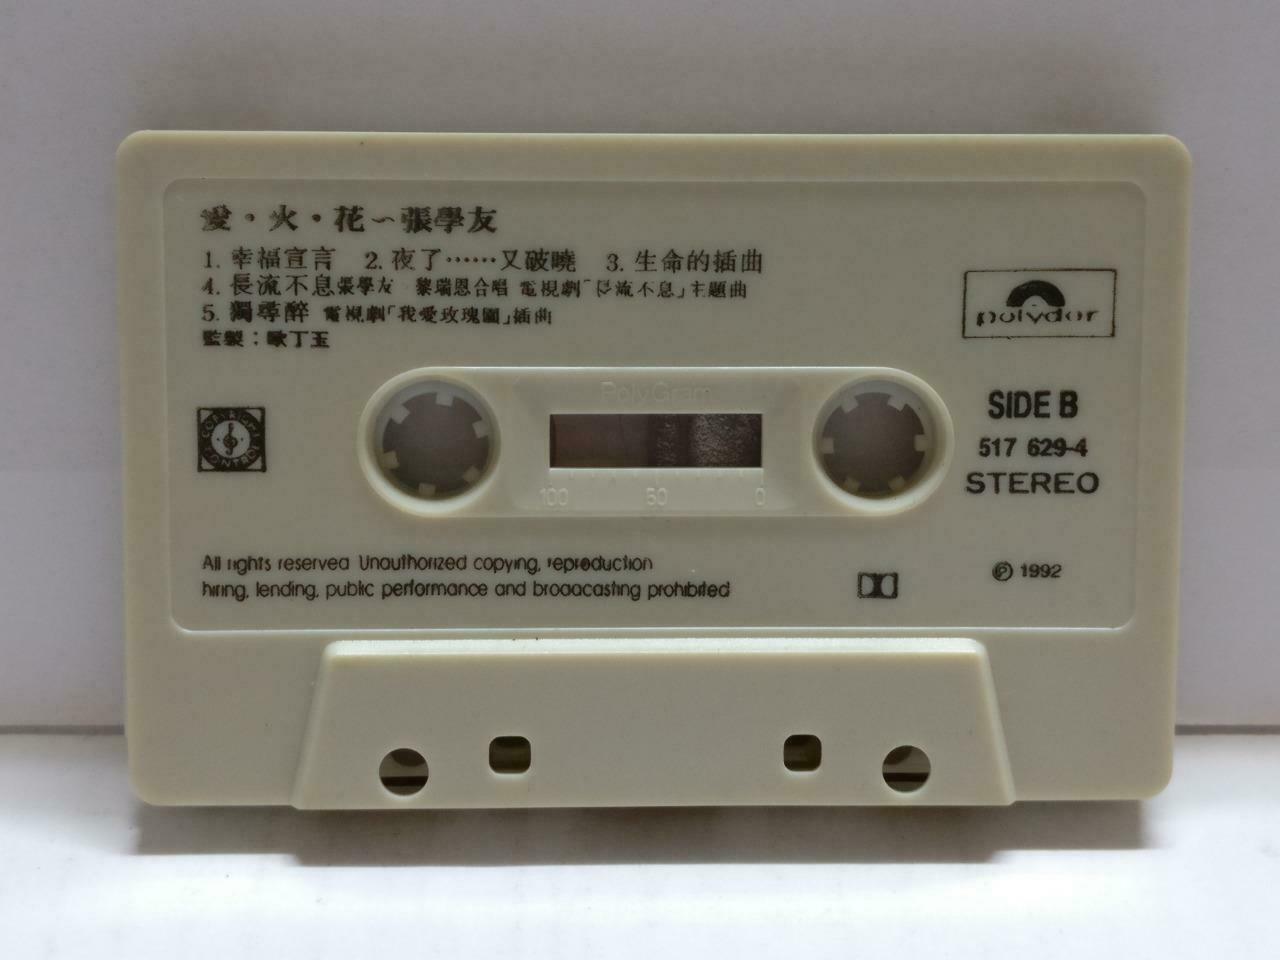 愛・火・花～張學友
1. 幸福宣言 2. 夜了……又破曉 3. 生命的插曲
4. 長流不息 張學友 黎瑞恩合唱 電視劇「長流不息」主題曲
5. 獨尋醉 電視劇「我愛玫瑰園」插曲
監製：歐丁玉
polydor
COPYRIGHT CONTROL
PolyGram
SIDE B
517 629-4
STEREO
100 50 0
All rights reserved Unauthorized copying, reproduction
hiring, lending, public performance and broadcasting prohibited
℗ 1992